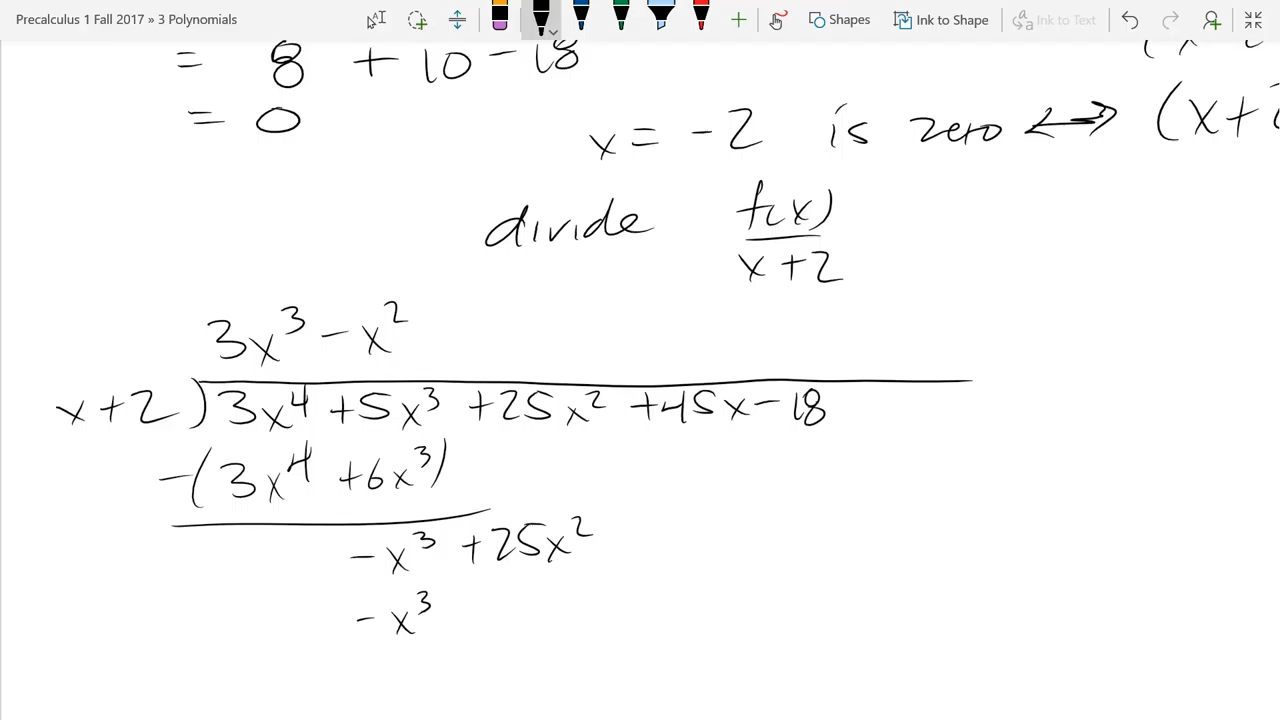 Precalculus 1 Fall 2017 » 3 Polynomials
Shapes Ink to Shape Ink to Text
= 8 + 10 - 18
= 0
x = -2 is zero ⟷ (x+
divide f(x)
x+2
3x³ - x²
x+2 ) 3x⁴ +5x³ +25x² +45x -18
-(3x⁴ +6x³)
-x³ +25x²
-x³